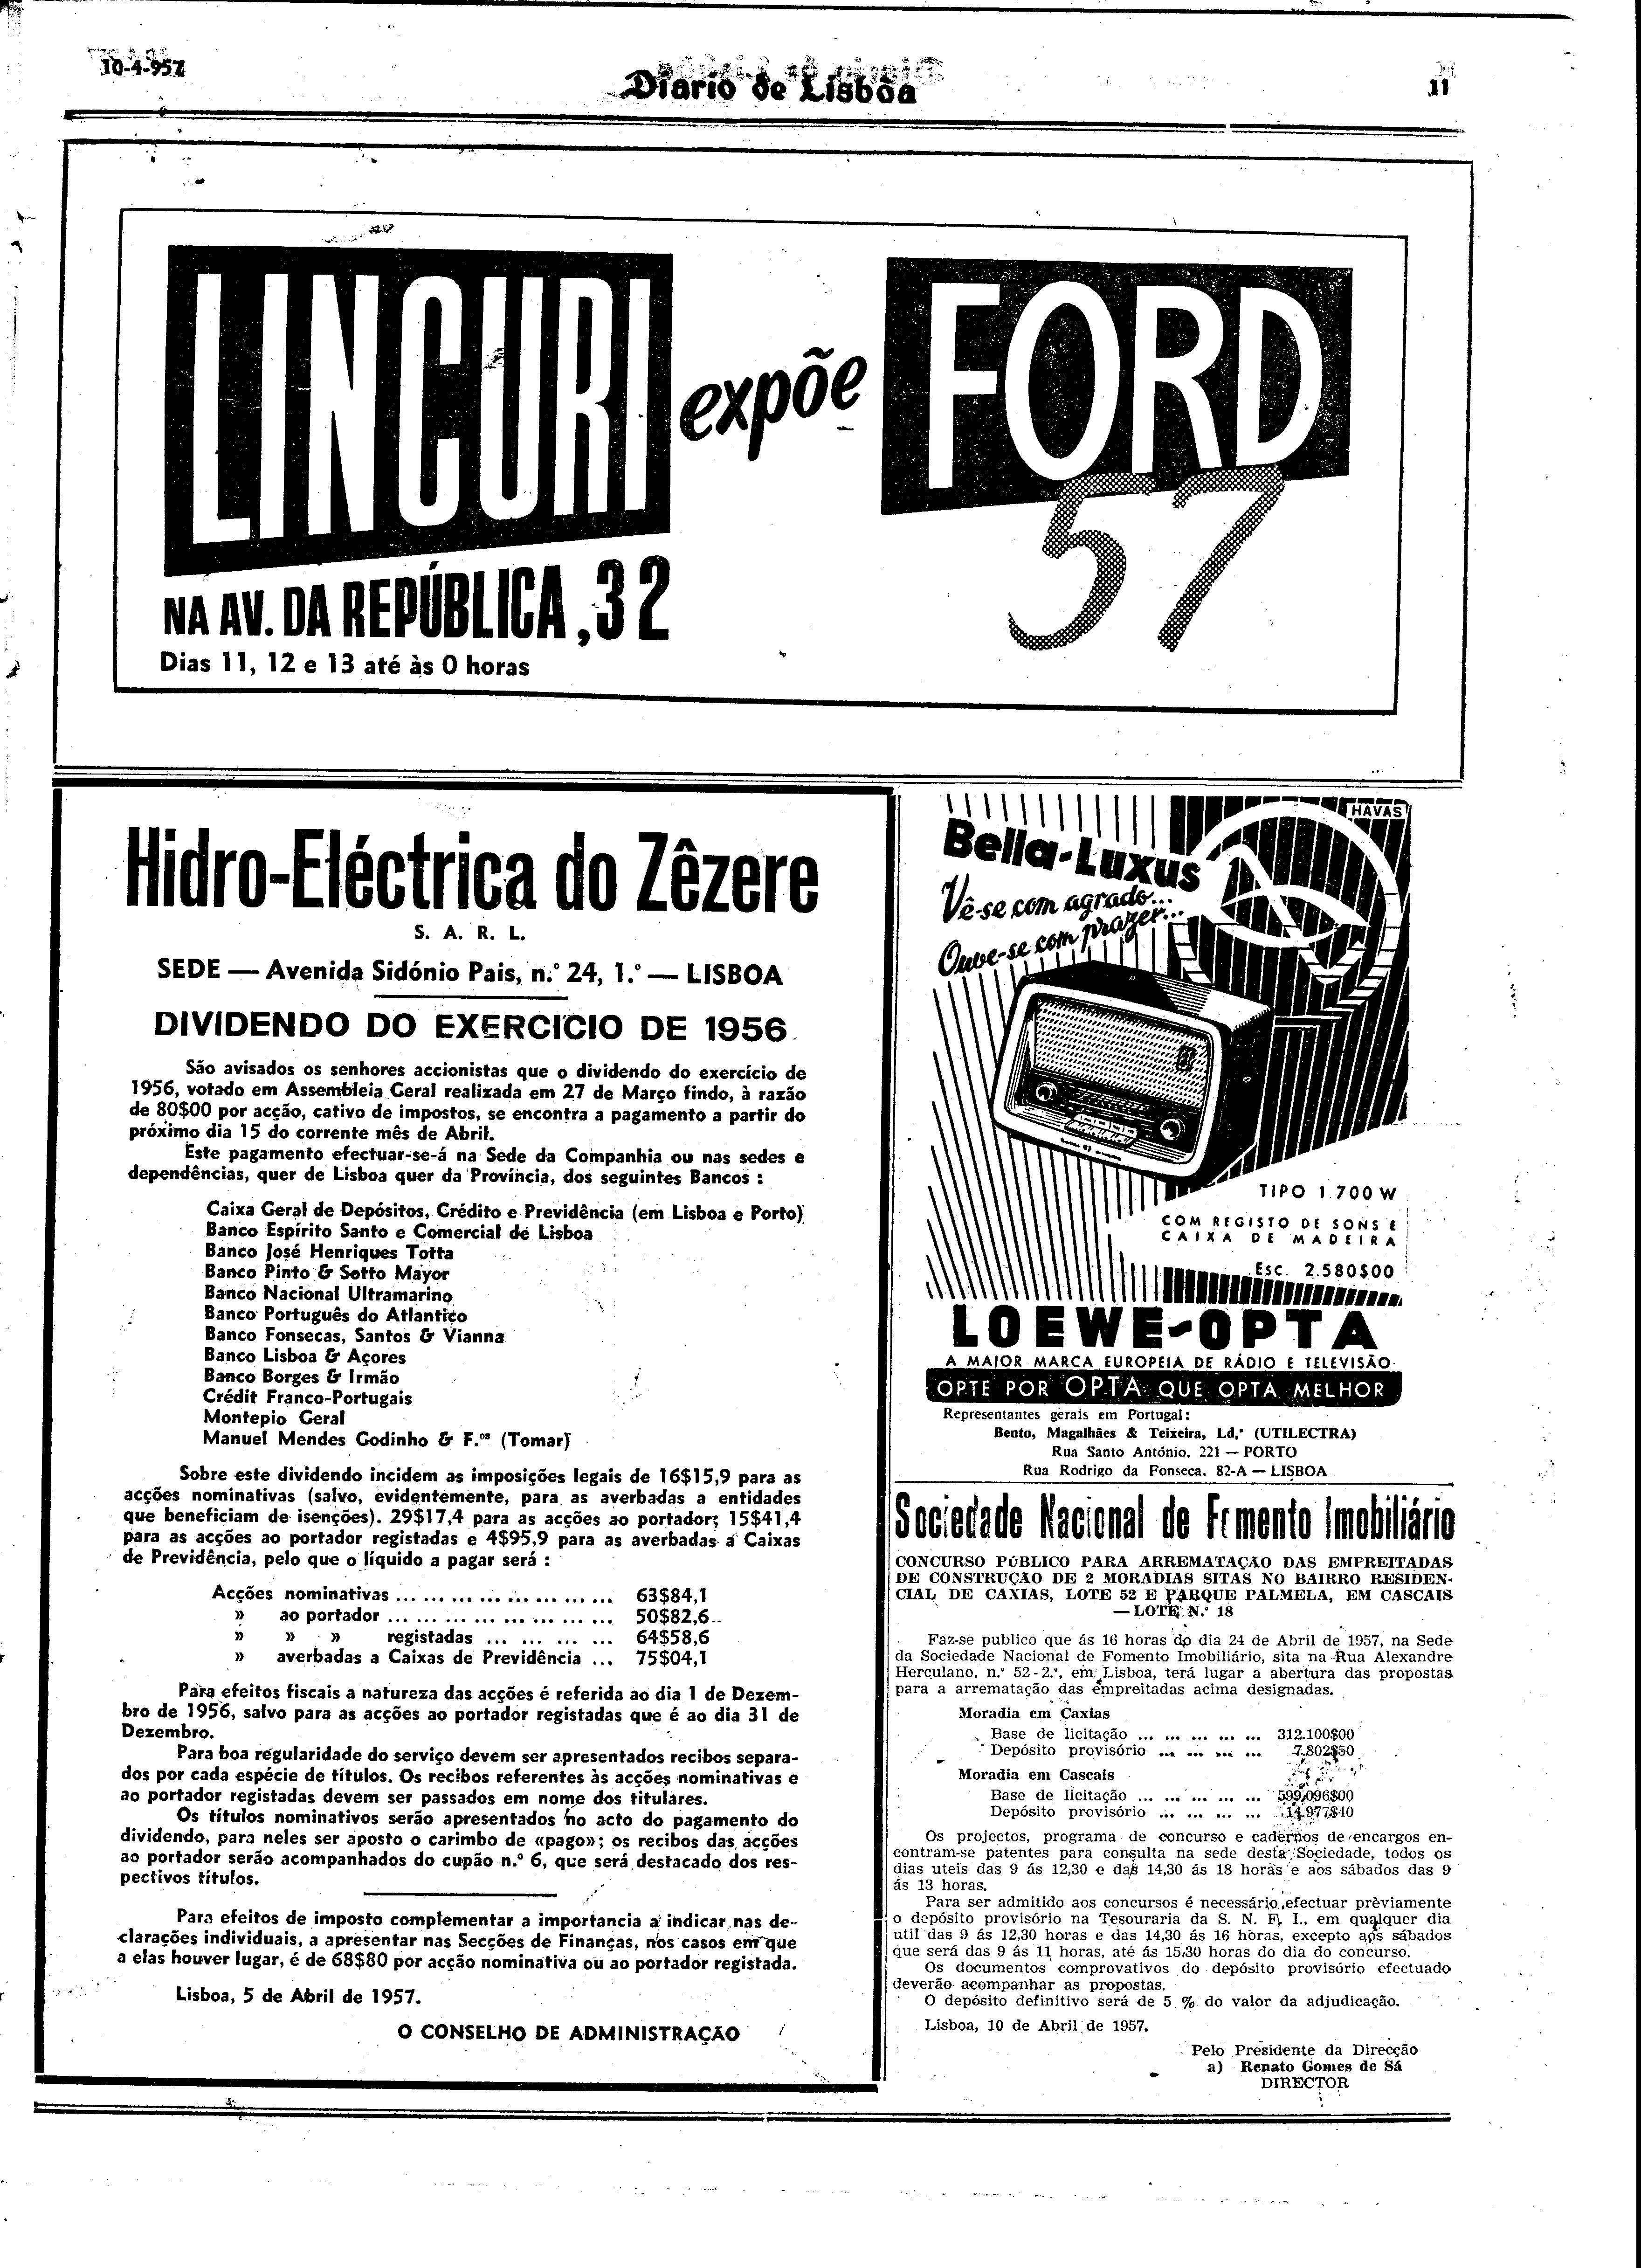 10-4-957
Diario de Lisboa
11
LINCURI
expõe
FORD
57
NA AV. DA REPÚBLICA, 32
Dias 11, 12 e 13 até às 0 horas
Hidro-Eléctrica do Zêzere
S. A. R. L.
SEDE — Avenida Sidónio Pais, n.º 24, 1.º — LISBOA
DIVIDENDO DO EXERCICIO DE 1956
São avisados os senhores accionistas que o dividendo do exercício de
1956, votado em Assembleia Geral realizada em 27 de Março findo, à razão
de 80$00 por acção, cativo de impostos, se encontra a pagamento a partir do
próximo dia 15 do corrente mês de Abril.
Este pagamento efectuar-se-á na Sede da Companhia ou nas sedes e
dependências, quer de Lisboa quer da Província, dos seguintes Bancos :
Caixa Geral de Depósitos, Crédito e Previdência (em Lisboa e Porto)
Banco Espírito Santo e Comercial de Lisboa
Banco José Henriques Totta
Banco Pinto & Sotto Mayor
Banco Nacional Ultramarino
Banco Português do Atlantico
Banco Fonsecas, Santos & Vianna
Banco Lisboa & Açores
Banco Borges & Irmão
Crédit Franco-Portugais
Montepio Geral
Manuel Mendes Godinho & F.os (Tomar)
Sobre este dividendo incidem as imposições legais de 16$15,9 para as
acções nominativas (salvo, evidentemente, para as averbadas a entidades
que beneficiam de isenções). 29$17,4 para as acções ao portador; 15$41,4
para as acções ao portador registadas e 4$95,9 para as averbadas a Caixas
de Previdência, pelo que o líquido a pagar será :
Acções nominativas ... ... ... ... ... ... ... ... 63$84,1
» ao portador ... ... ... ... ... ... ... ... 50$82,6
» » » registadas ... ... ... ... 64$58,6
» averbadas a Caixas de Previdência ... 75$04,1
Para efeitos fiscais a natureza das acções é referida ao dia 1 de Dezem-
bro de 1956, salvo para as acções ao portador registadas que é ao dia 31 de
Dezembro.
Para boa regularidade do serviço devem ser apresentados recibos separa-
dos por cada espécie de títulos. Os recibos referentes às acções nominativas e
ao portador registadas devem ser passados em nome dos titulares.
Os títulos nominativos serão apresentados no acto do pagamento do
dividendo, para neles ser aposto o carimbo de «pago»; os recibos das acções
ao portador serão acompanhados do cupão n.º 6, que será destacado dos res-
pectivos títulos.
Para efeitos de imposto complementar a importancia a indicar nas de-
clarações individuais, a apresentar nas Secções de Finanças, nos casos em que
a elas houver lugar, é de 68$80 por acção nominativa ou ao portador registada.
Lisboa, 5 de Abril de 1957.
O CONSELHO DE ADMINISTRAÇÃO
HAVAS
Bella-Luxus
Vê-se com agrado...
Ouve-se com prazer...
TIPO 1.700 W
COM REGISTO DE SONS E
CAIXA DE MADEIRA
Esc. 2.580$00
LOEWE-OPTA
A MAIOR MARCA EUROPEIA DE RÁDIO E TELEVISÃO
OPTE POR OPTA QUE OPTA MELHOR
Representantes gerais em Portugal:
Bento, Magalhães & Teixeira, Ld.ª (UTILECTRA)
Rua Santo António, 221 — PORTO
Rua Rodrigo da Fonseca, 82-A — LISBOA
Sociedade Nacional de Fomento Imobiliário
CONCURSO PÚBLICO PARA ARREMATAÇÃO DAS EMPREITADAS
DE CONSTRUÇÃO DE 2 MORADIAS SITAS NO BAIRRO RESIDEN-
CIAL DE CAXIAS, LOTE 52 E PARQUE PALMELA, EM CASCAIS
— LOTE N.º 18
Faz-se publico que ás 16 horas do dia 24 de Abril de 1957, na Sede
da Sociedade Nacional de Fomento Imobiliário, sita na Rua Alexandre
Herculano, n.º 52-2.º, em Lisboa, terá lugar a abertura das propostas
para a arrematação das empreitadas acima designadas.
Moradia em Caxias
Base de licitação ... ... ... ... ... 312.100$00
Depósito provisório ... ... ... ... 7.802$50
Moradia em Cascais
Base de licitação ... ... ... ... ... 599.096$00
Depósito provisório ... ... ... ... 14.977$40
Os projectos, programa de concurso e cadernos de encargos en-
contram-se patentes para consulta na sede desta Sociedade, todos os
dias uteis das 9 ás 12,30 e das 14,30 ás 18 horas e aos sábados das 9
ás 13 horas.
Para ser admitido aos concursos é necessário efectuar prèviamente
o depósito provisório na Tesouraria da S. N. F. I., em qualquer dia
util das 9 ás 12,30 horas e das 14,30 ás 16 horas, excepto aos sábados
que será das 9 ás 11 horas, até ás 15,30 horas do dia do concurso.
Os documentos comprovativos do depósito provisório efectuado
deverão acompanhar as propostas.
O depósito definitivo será de 5 % do valor da adjudicação.
Lisboa, 10 de Abril de 1957.
Pelo Presidente da Direcção
a) Renato Gomes de Sá
DIRECTOR